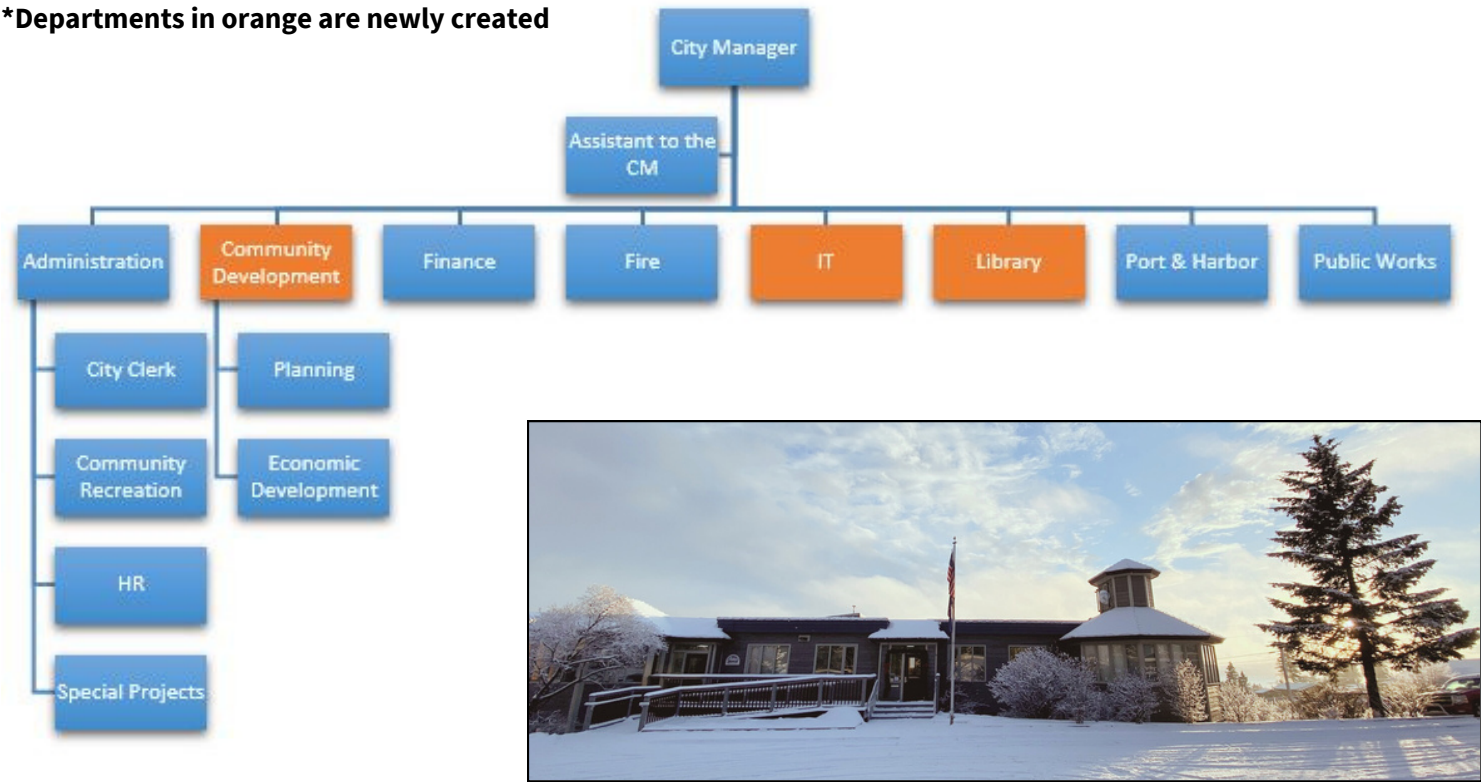 *Departments in orange are newly created
City Manager
Assistant to the
CM
Administration
Community
Development
Finance
Fire
IT
Library
Port & Harbor
Public Works
City Clerk
Planning
Community
Recreation
Economic
Development
HR
Special Projects